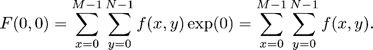 F(0,0) = \sum_{x=0}^{M-1} \sum_{y=0}^{N-1} f(x,y) \exp(0) = \sum_{x=0}^{M-1} \sum_{y=0}^{N-1} f(x,y).